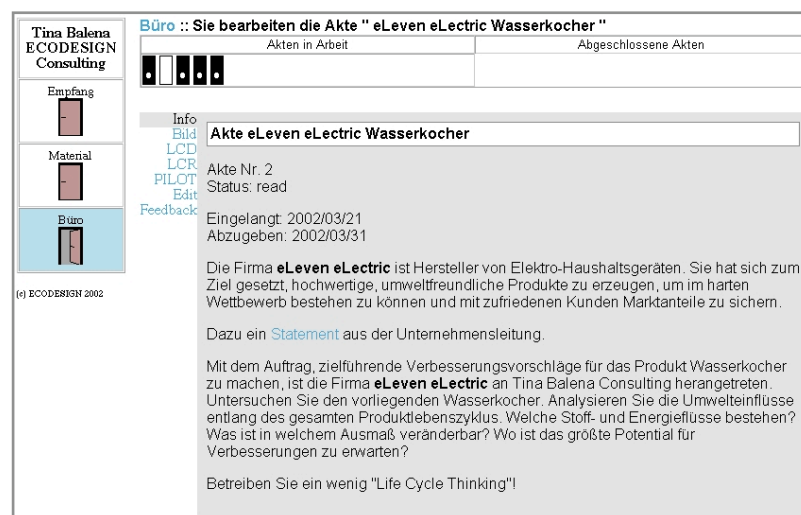 Tina Balena
ECODESIGN
Consulting
Empfang
Material
Büro
(c) ECODESIGN 2002
Büro :: Sie bearbeiten die Akte " eLeven eLectric Wasserkocher "
Akten in Arbeit
Abgeschlossene Akten
Info
Bild
LCD
LCR
PILOT
Edit
Feedback
Akte eLeven eLectric Wasserkocher
Akte Nr. 2
Status: read
Eingelangt: 2002/03/21
Abzugeben: 2002/03/31
Die Firma eLeven eLectric ist Hersteller von Elektro-Haushaltsgeräten. Sie hat sich zum
Ziel gesetzt, hochwertige, umweltfreundliche Produkte zu erzeugen, um im harten
Wettbewerb bestehen zu können und mit zufriedenen Kunden Marktanteile zu sichern.
Dazu ein Statement aus der Unternehmensleitung.
Mit dem Auftrag, zielführende Verbesserungsvorschläge für das Produkt Wasserkocher
zu machen, ist die Firma eLeven eLectric an Tina Balena Consulting herangetreten.
Untersuchen Sie den vorliegenden Wasserkocher. Analysieren Sie die Umwelteinflüsse
entlang des gesamten Produktlebenszyklus. Welche Stoff- und Energieflüsse bestehen?
Was ist in welchem Ausmaß veränderbar? Wo ist das größte Potential für
Verbesserungen zu erwarten?
Betreiben Sie ein wenig "Life Cycle Thinking"!